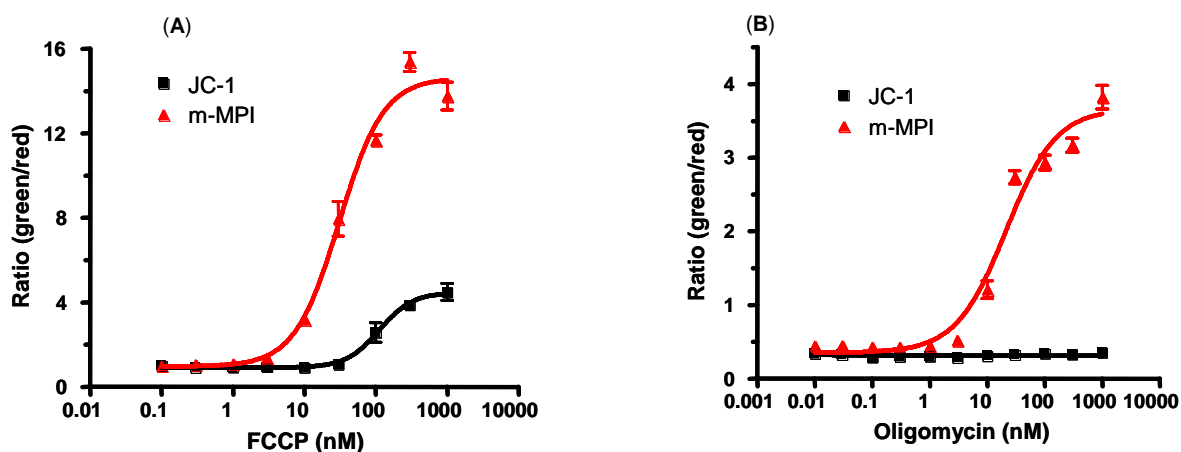 (A)
16
12
8
4
0
Ratio (green/red)
JC-1
m-MPI
0.01 0.1 1 10 100 1000 10000
FCCP (nM)
(B)
4
3
2
1
0
Ratio (green/red)
JC-1
m-MPI
0.001 0.01 0.1 1 10 100 1000 10000
Oligomycin (nM)